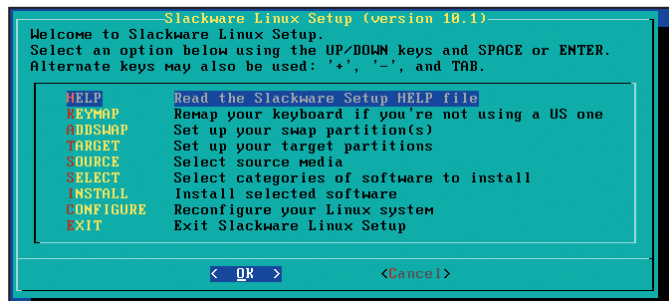 Slackware Linux Setup (version 10.1)
Welcome to Slackware Linux Setup.
Select an option below using the UP/DOWN keys and SPACE or ENTER.
Alternate keys may also be used: '+', '-', and TAB.
HELP Read the Slackware Setup HELP file
KEYMAP Remap your keyboard if you're not using a US one
ADDSWAP Set up your swap partition(s)
TARGET Set up your target partitions
SOURCE Select source media
SELECT Select categories of software to install
INSTALL Install selected software
CONFIGURE Reconfigure your Linux system
EXIT Exit Slackware Linux Setup
< OK > <Cancel>